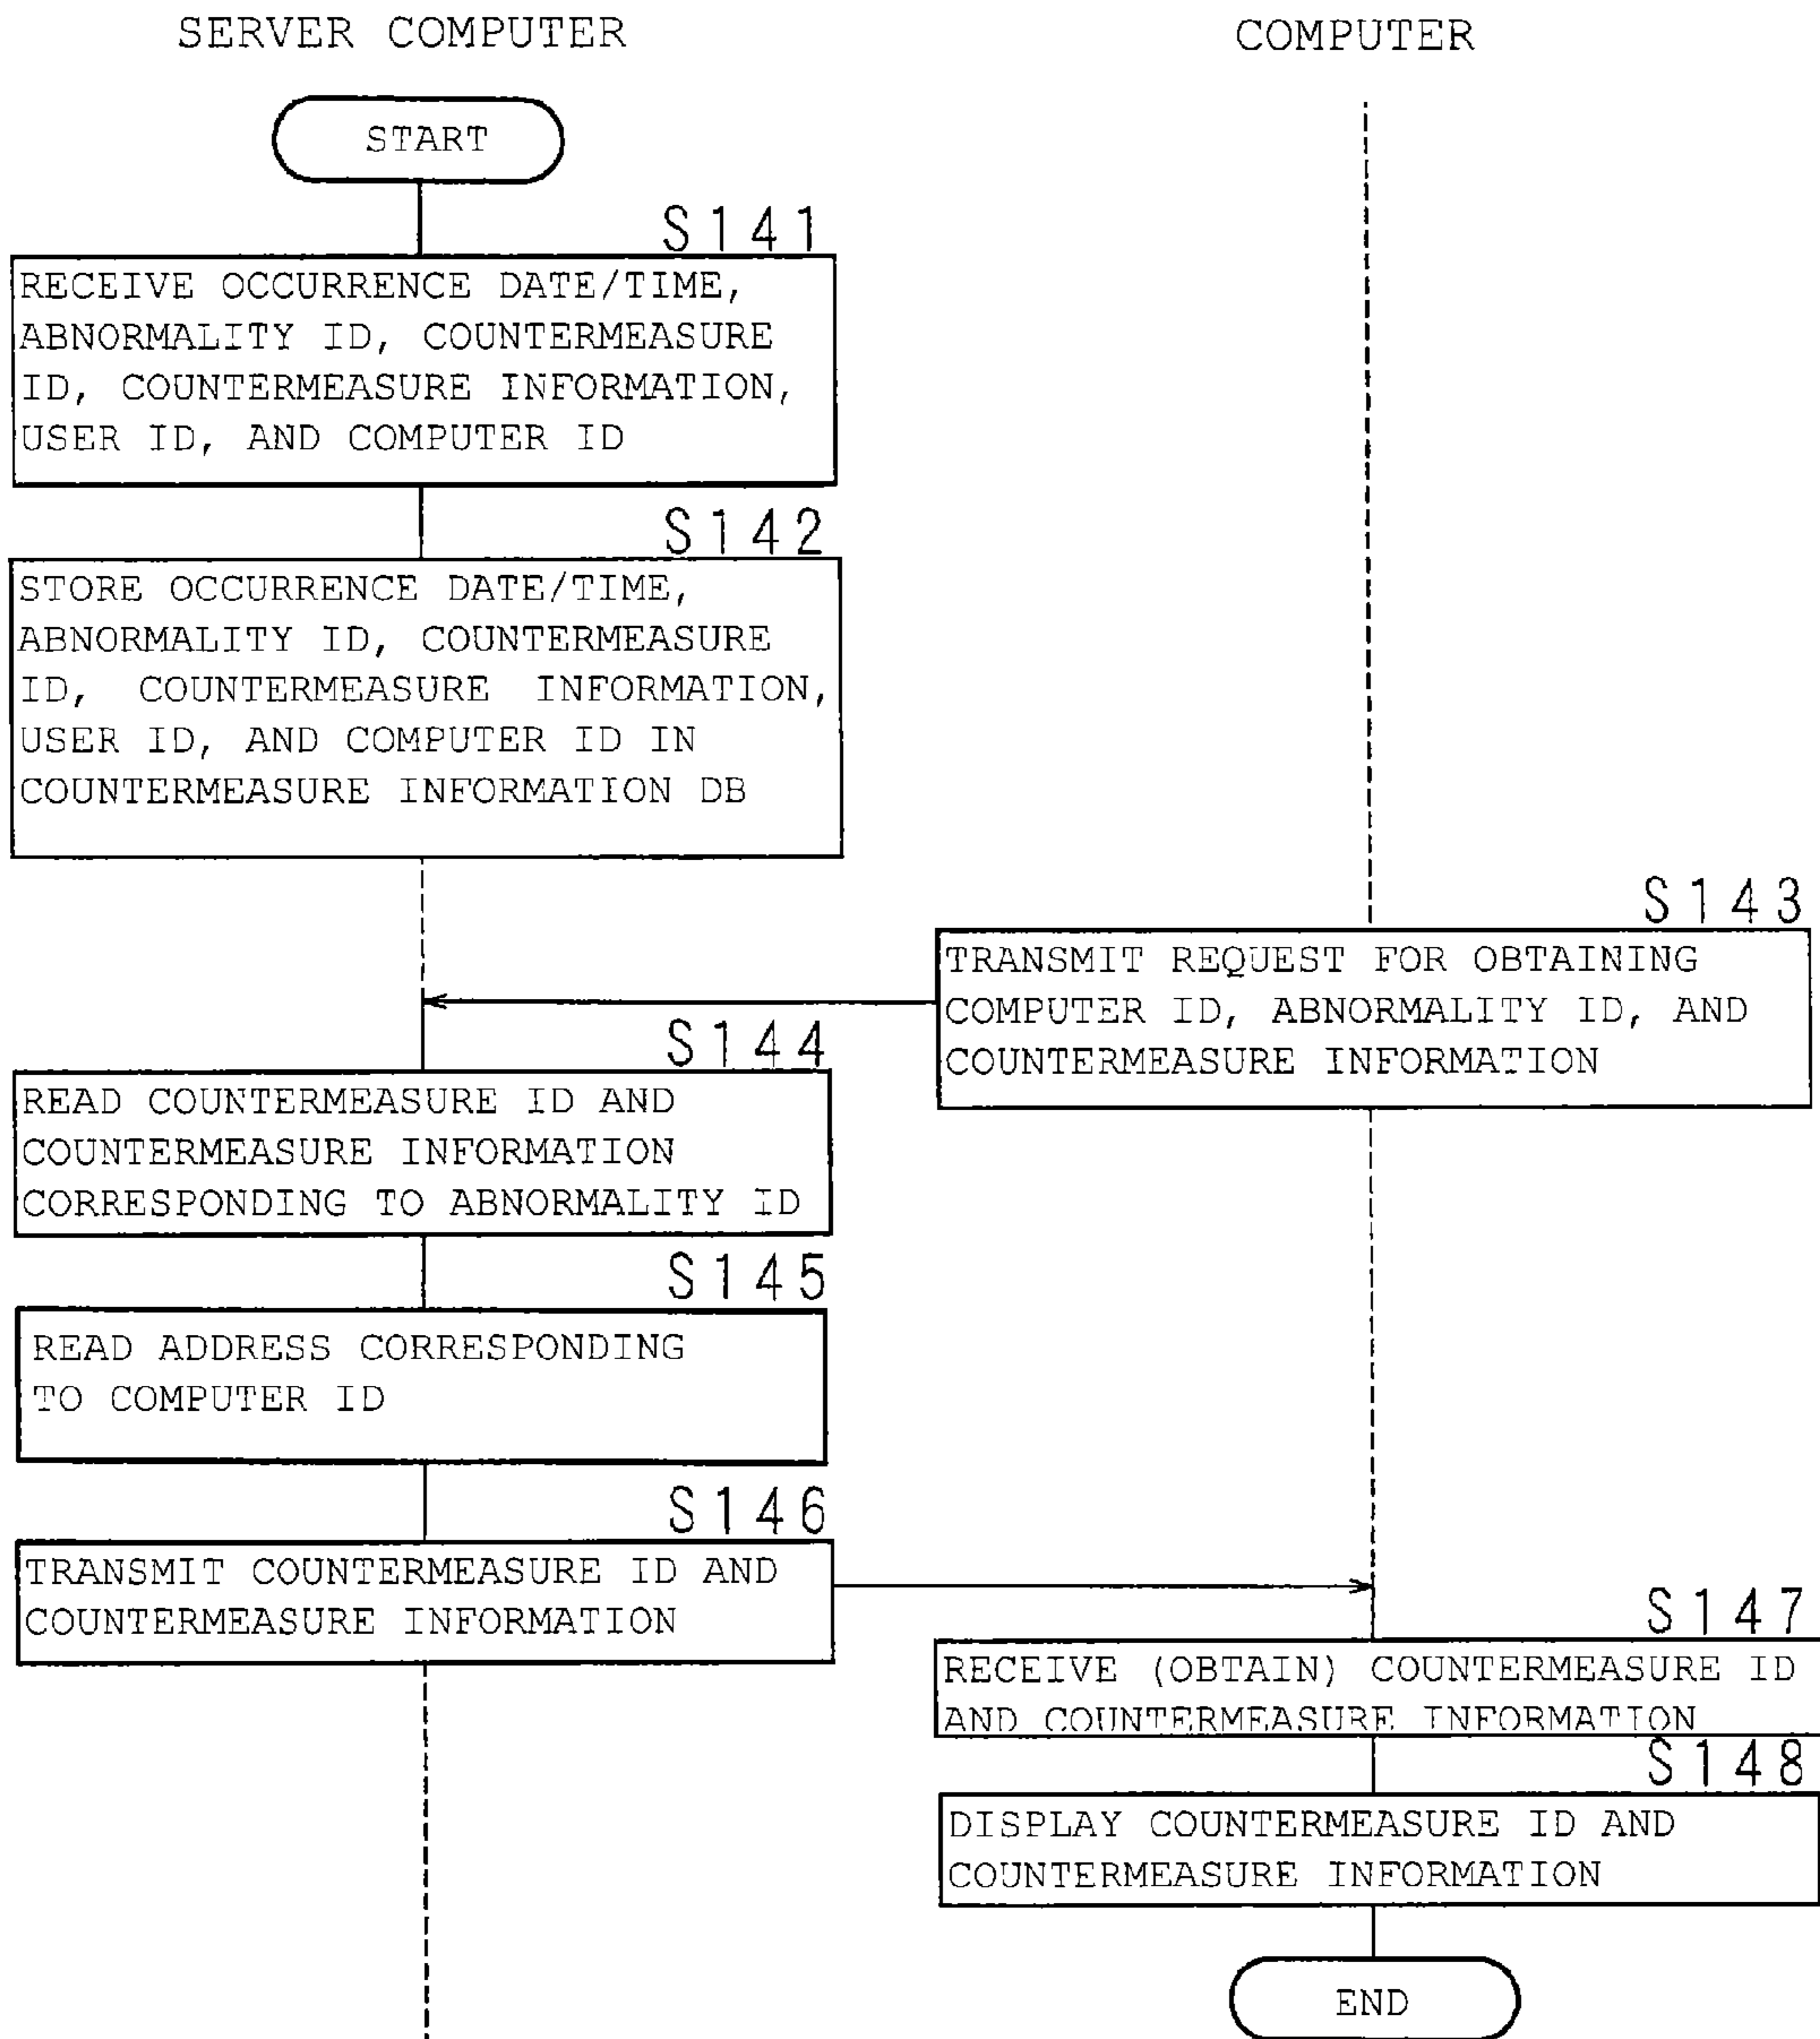 SERVER COMPUTER
COMPUTER
START
S141
RECEIVE OCCURRENCE DATE/TIME,
ABNORMALITY ID, COUNTERMEASURE
ID, COUNTERMEASURE INFORMATION,
USER ID, AND COMPUTER ID
S142
STORE OCCURRENCE DATE/TIME,
ABNORMALITY ID, COUNTERMEASURE
ID, COUNTERMEASURE INFORMATION,
USER ID, AND COMPUTER ID IN
COUNTERMEASURE INFORMATION DB
S143
TRANSMIT REQUEST FOR OBTAINING
COMPUTER ID, ABNORMALITY ID, AND
COUNTERMEASURE INFORMATION
S144
READ COUNTERMEASURE ID AND
COUNTERMEASURE INFORMATION
CORRESPONDING TO ABNORMALITY ID
S145
READ ADDRESS CORRESPONDING
TO COMPUTER ID
S146
TRANSMIT COUNTERMEASURE ID AND
COUNTERMEASURE INFORMATION
S147
RECEIVE (OBTAIN) COUNTERMEASURE ID
AND COUNTERMEASURE INFORMATION
S148
DISPLAY COUNTERMEASURE ID AND
COUNTERMEASURE INFORMATION
END